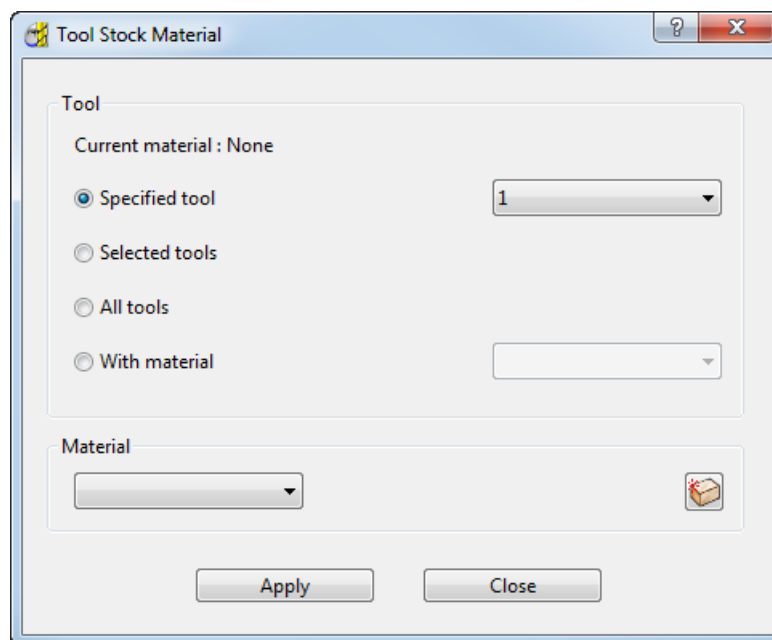 Tool Stock Material
Tool
Current material : None
Specified tool 1
Selected tools
All tools
With material
Material
Apply Close